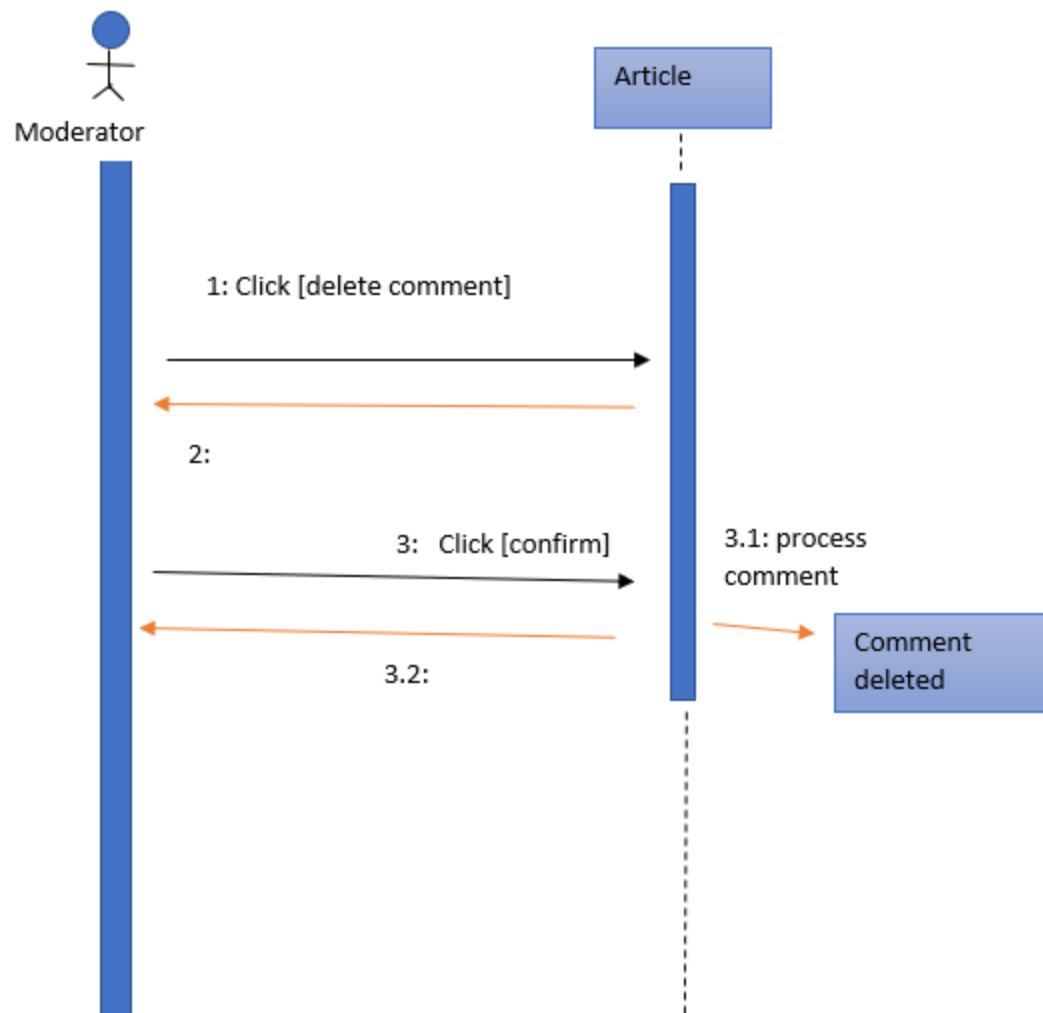 Article
Moderator
1: Click [delete comment]
2:
3: Click [confirm]
3.1: process
comment
Comment
deleted
3.2: